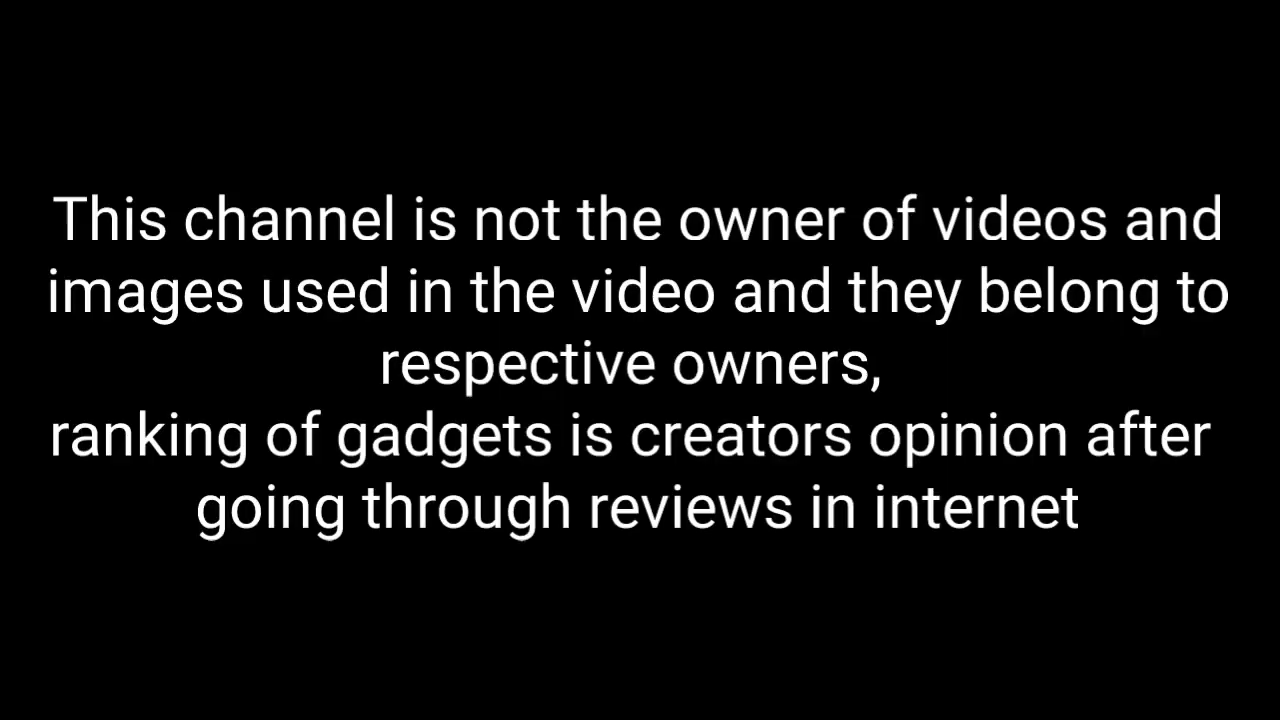 This channel is not the owner of videos and
images used in the video and they belong to
respective owners,
ranking of gadgets is creators opinion after
going through reviews in internet